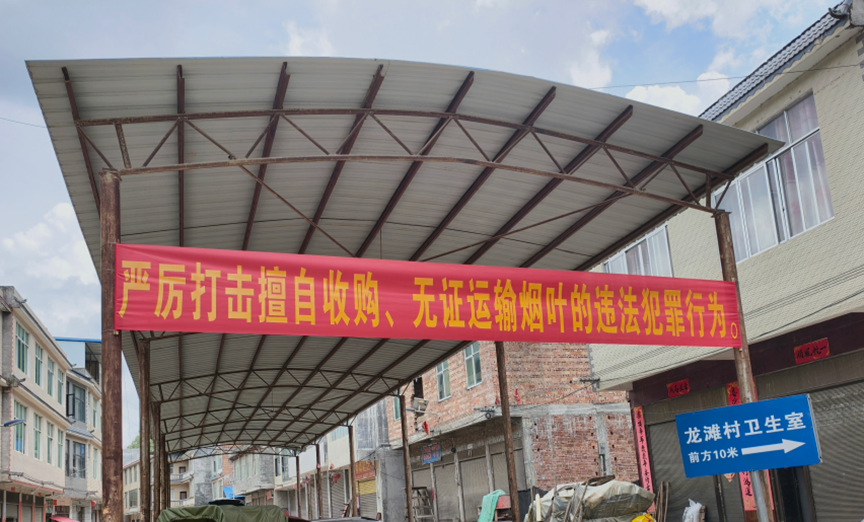 严厉打击擅自收购、无证运输烟叶的违法犯罪行为。
龙滩村卫生室
前方10米